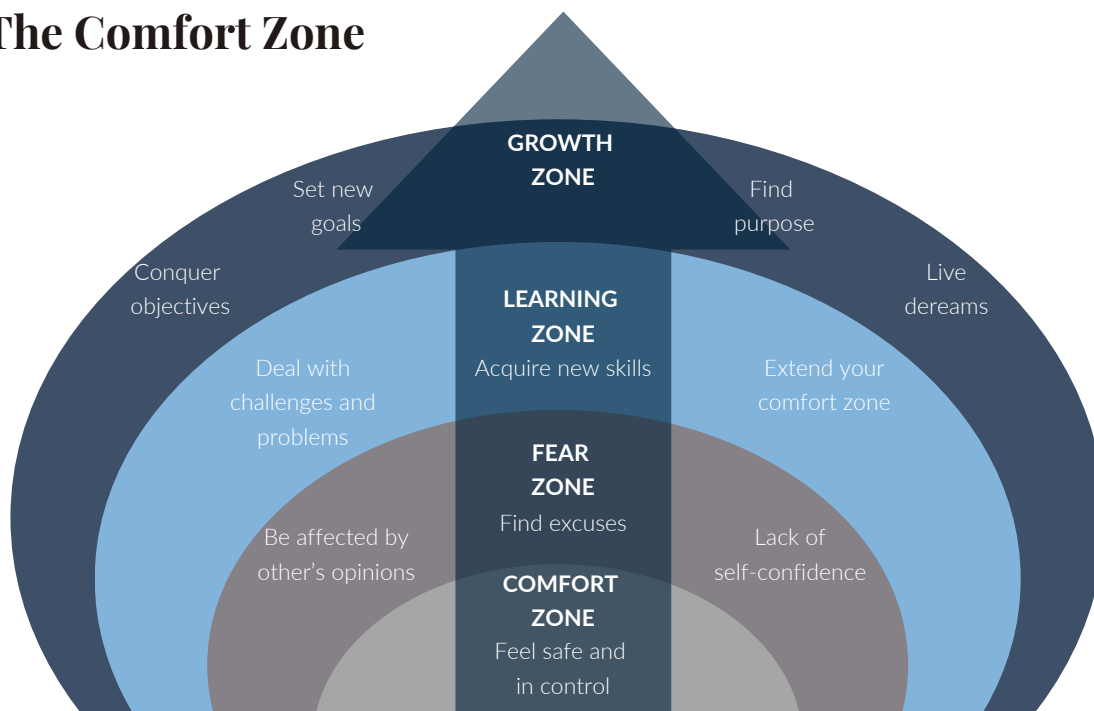 The Comfort Zone
GROWTH
ZONE
Set new
goals
Find
purpose
Conquer
objectives
Live
dereams
LEARNING
ZONE
Acquire new skills
Deal with
challenges and
problems
Extend your
comfort zone
FEAR
ZONE
Find excuses
Be affected by
other's opinions
Lack of
self-confidence
COMFORT
ZONE
Feel safe and
in control